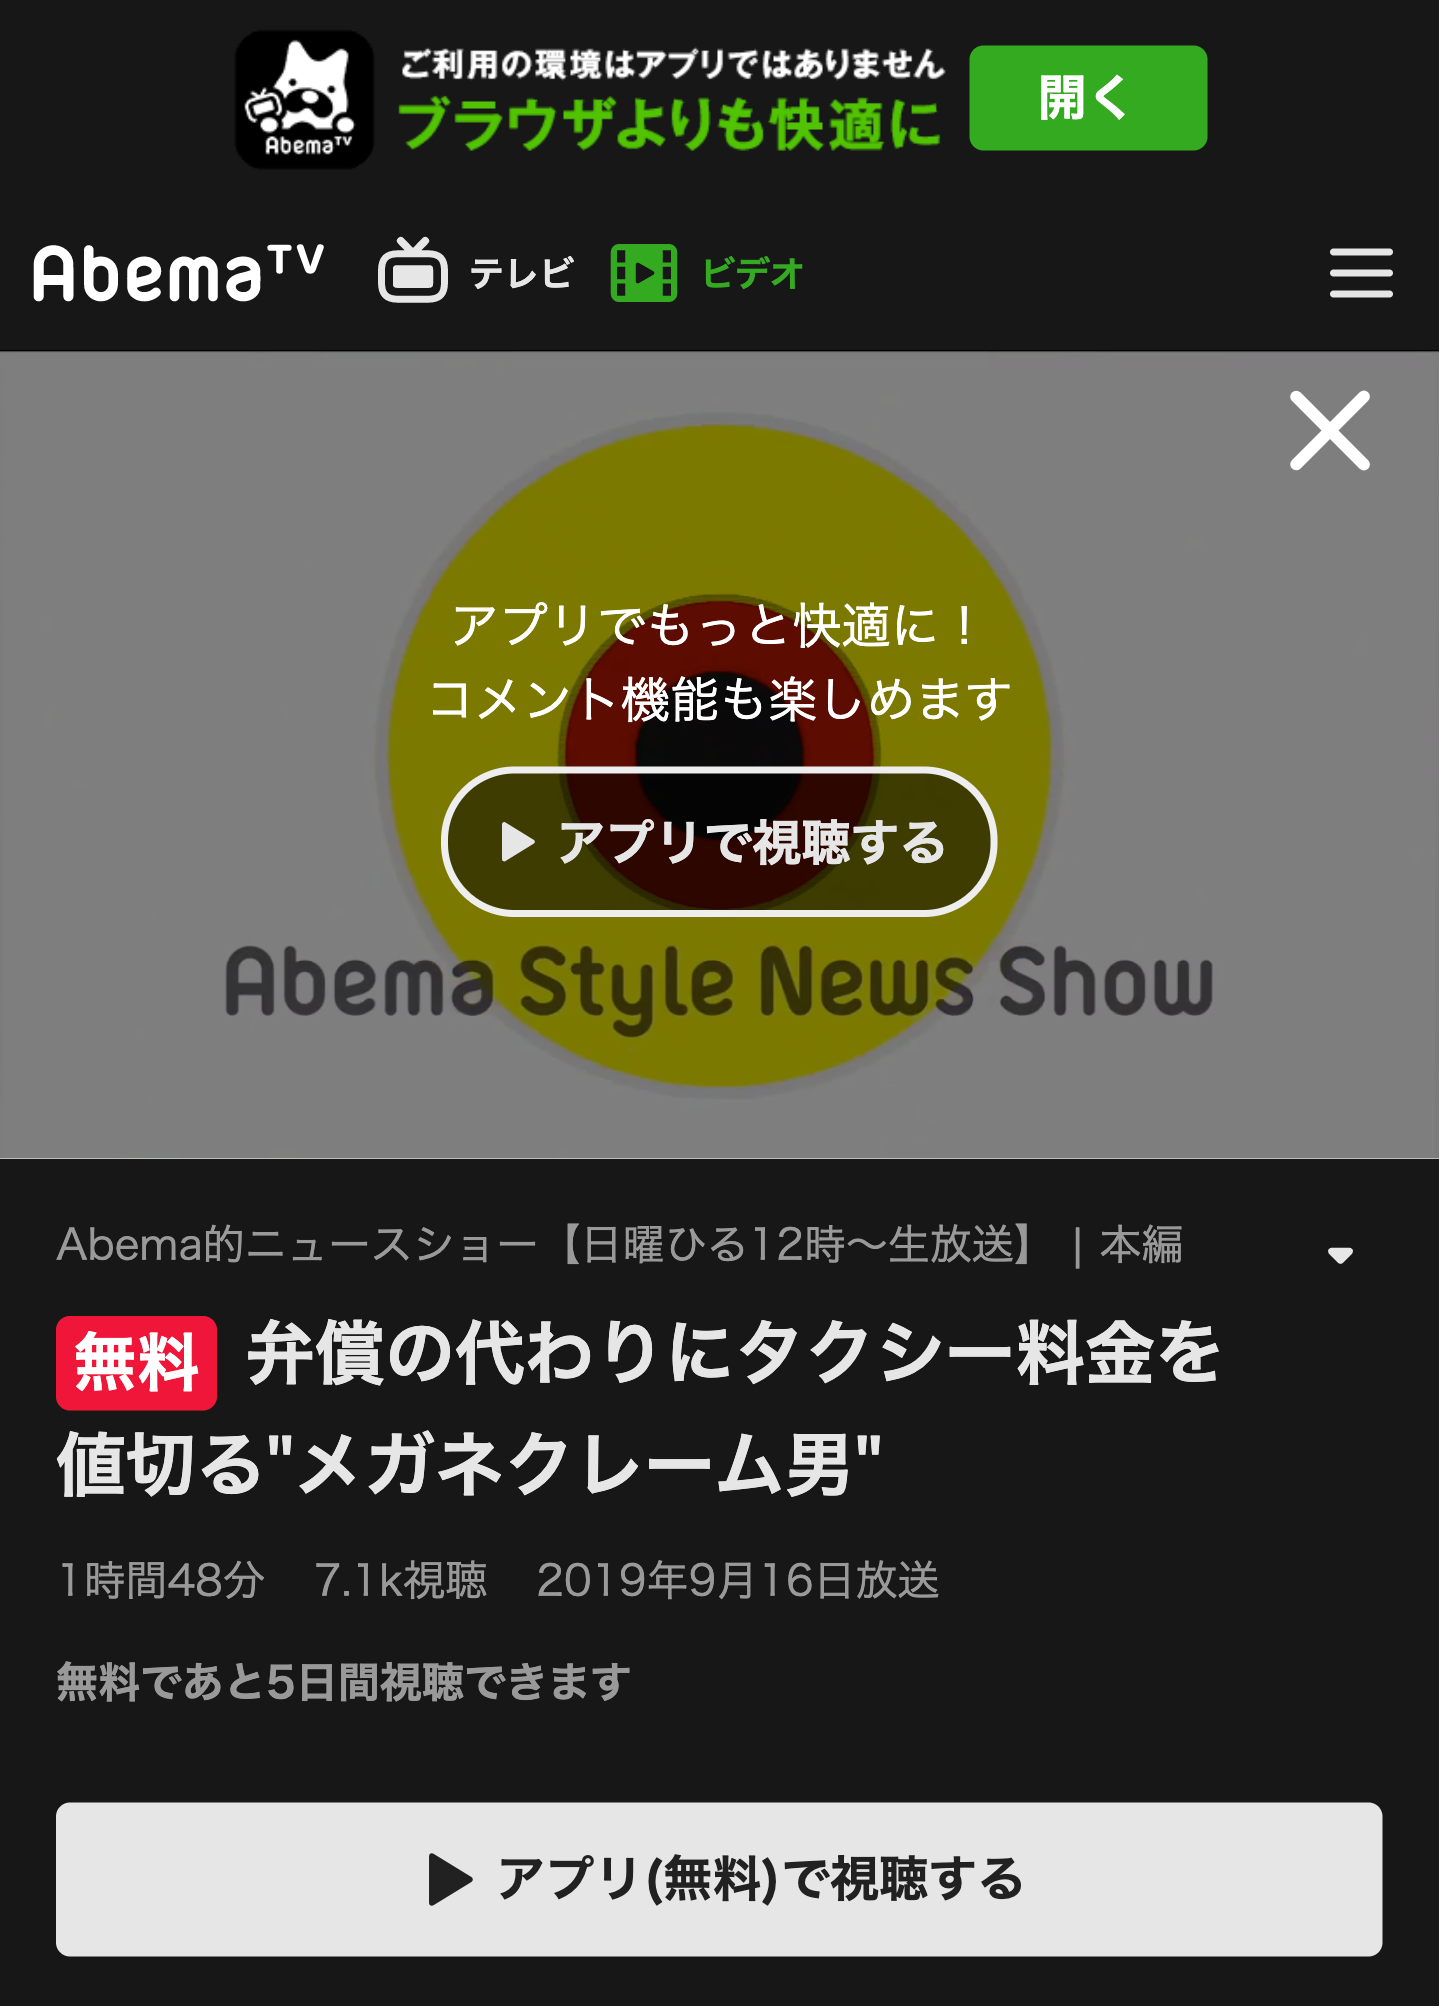 ご利用の環境はアプリではありません
ブラウザよりも快適に
開く
AbemaTV
AbemaTV
テレビ
ビデオ
アプリでもっと快適に！
コメント機能も楽しめます
アプリで視聴する
Abema Style News Show
Abema的ニュースショー【日曜ひる12時〜生放送】 | 本編
無料 弁償の代わりにタクシー料金を
値切る"メガネクレーム男"
1時間48分 7.1k視聴 2019年9月16日放送
無料であと5日間視聴できます
アプリ(無料)で視聴する